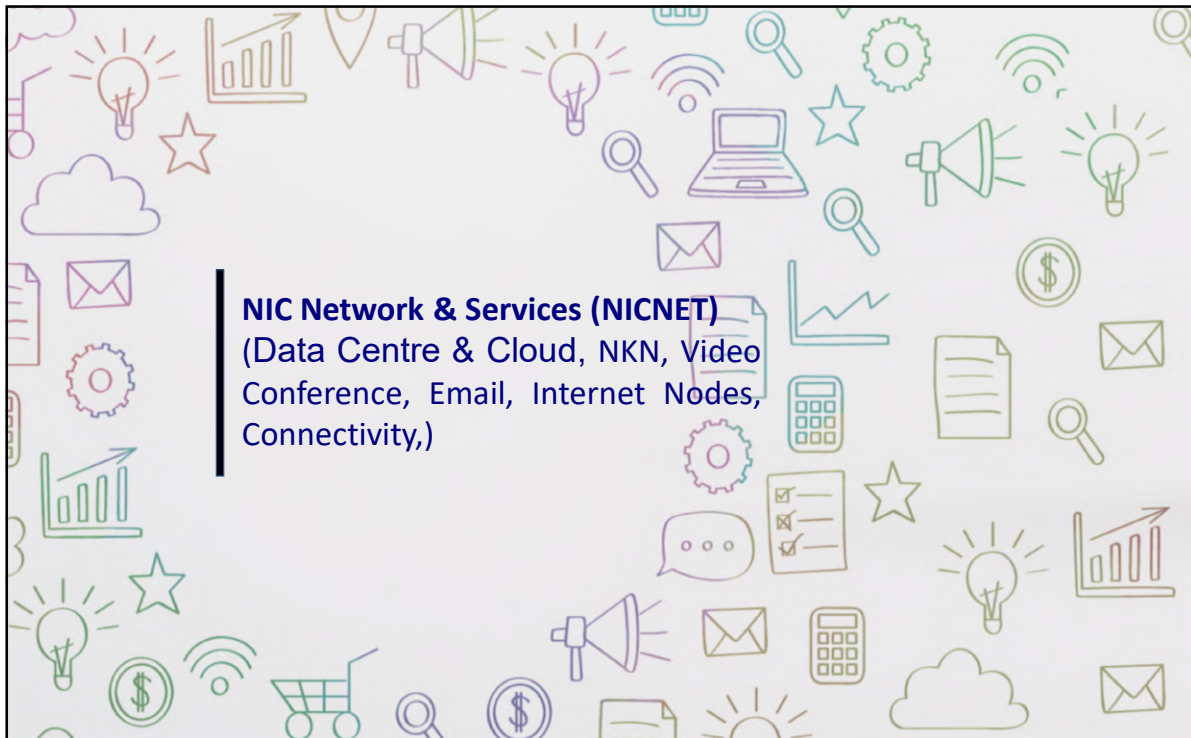 NIC Network & Services (NICNET)
(Data Centre & Cloud, NKN, Video
Conference, Email, Internet Nodes,
Connectivity,)